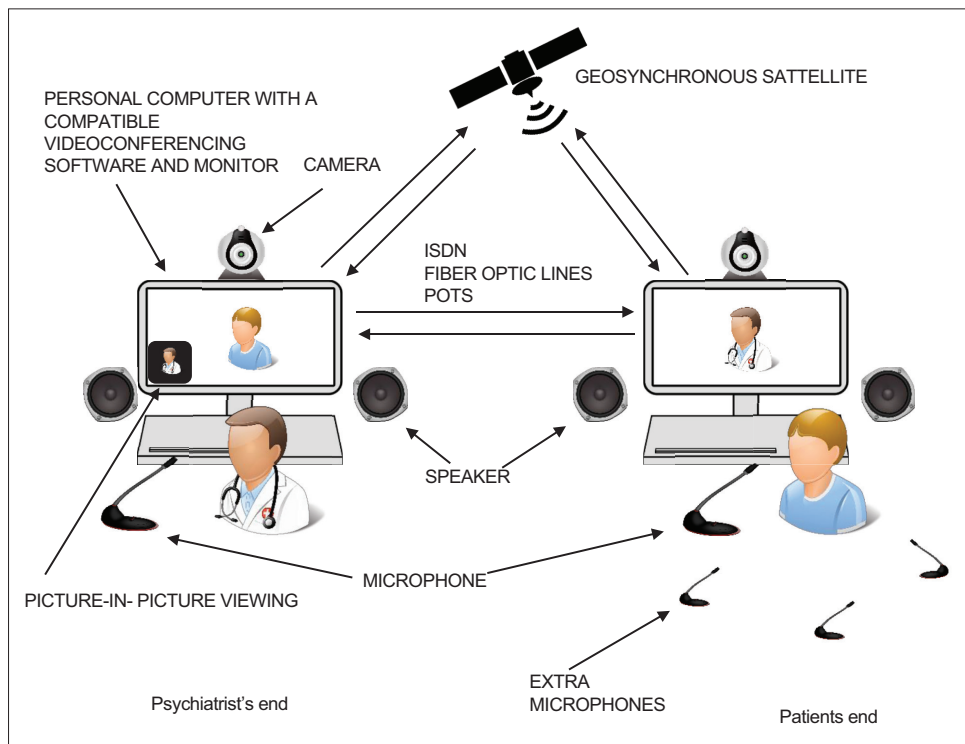 GEOSYNCHRONOUS SATTELLITE
PERSONAL COMPUTER WITH A
COMPATIBLE
VIDEOCONFERENCING
SOFTWARE AND MONITOR
CAMERA
ISDN
FIBER OPTIC LINES
POTS
SPEAKER
MICROPHONE
PICTURE-IN- PICTURE VIEWING
EXTRA
MICROPHONES
Psychiatrist's end
Patients end